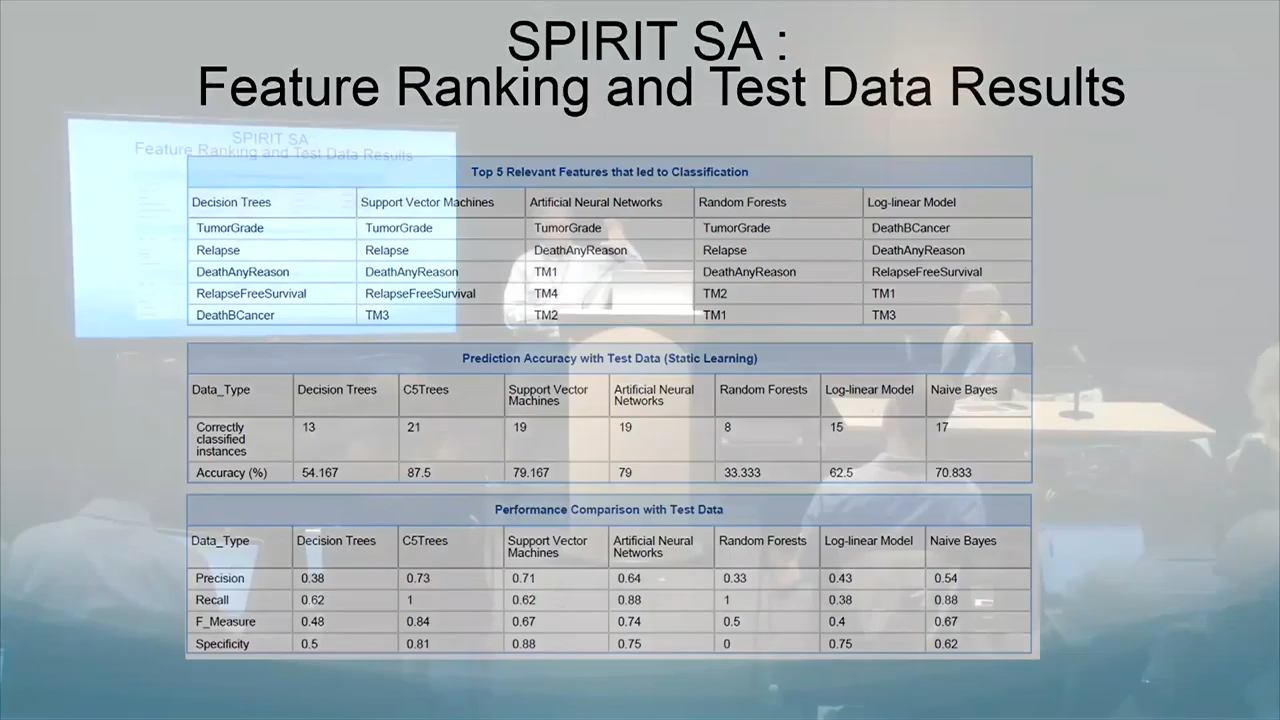 SPIRIT SA :
Feature Ranking and Test Data Results
SPIRIT SA
Feature Ranking and Test Data Results
Top 5 Relevant Features that led to Classification
Decision Trees Support Vector Machines Artificial Neural Networks Random Forests Log-linear Model
TumorGrade TumorGrade TumorGrade TumorGrade DeathBCancer
Relapse Relapse DeathAnyReason Relapse DeathAnyReason
DeathAnyReason DeathAnyReason TM1 DeathAnyReason RelapseFreeSurvival
RelapseFreeSurvival RelapseFreeSurvival TM4 TM2 TM1
DeathBCancer TM3 TM2 TM1 TM3
Prediction Accuracy with Test Data (Static Learning)
Data_Type Decision Trees C5Trees Support Vector Artificial Neural Random Forests Log-linear Model Naive Bayes
Machines Networks
Correctly 13 21 19 19 8 15 17
classified
instances
Accuracy (%) 54.167 87.5 79.167 79 33.333 62.5 70.833
Performance Comparison with Test Data
Data_Type Decision Trees C5Trees Support Vector Artificial Neural Random Forests Log-linear Model Naive Bayes
Machines Networks
Precision 0.38 0.73 0.71 0.64 0.33 0.43 0.54
Recall 0.62 1 0.62 0.88 1 0.38 0.88
F_Measure 0.48 0.84 0.67 0.74 0.5 0.4 0.67
Specificity 0.5 0.81 0.88 0.75 0 0.75 0.62